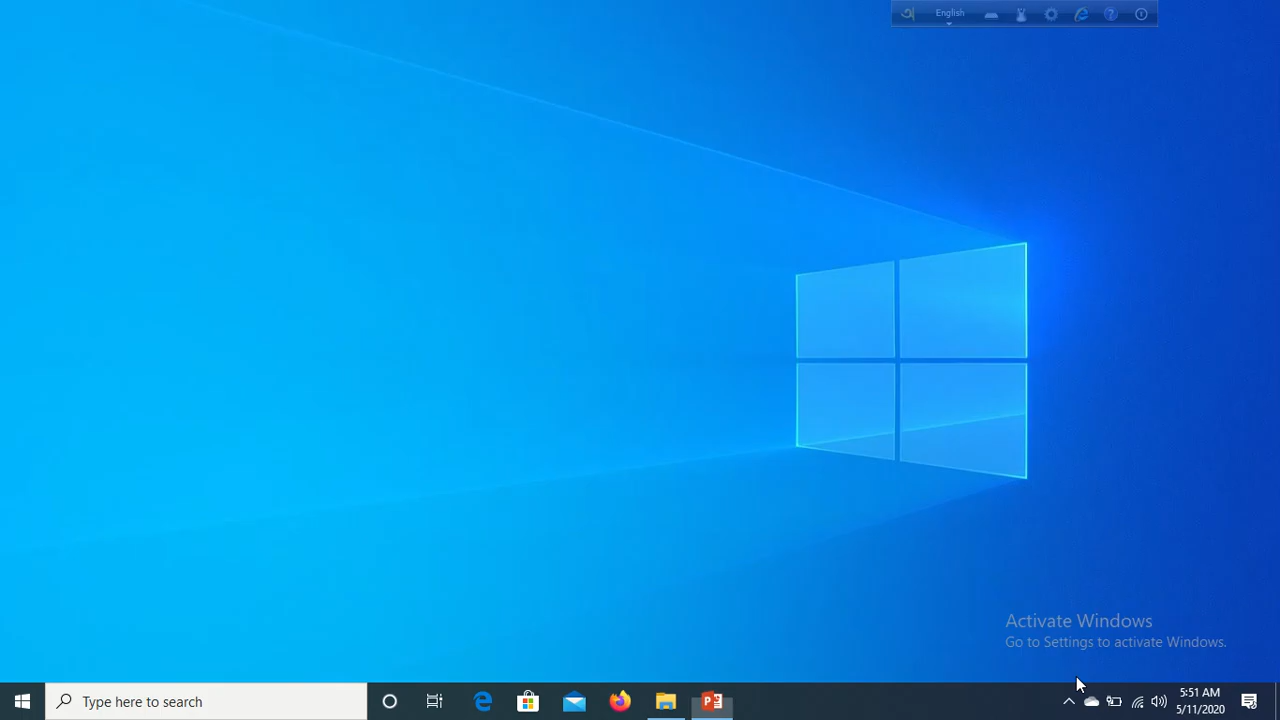 English
Activate Windows
Go to Settings to activate Windows.
Type here to search
5:51 AM
5/11/2020